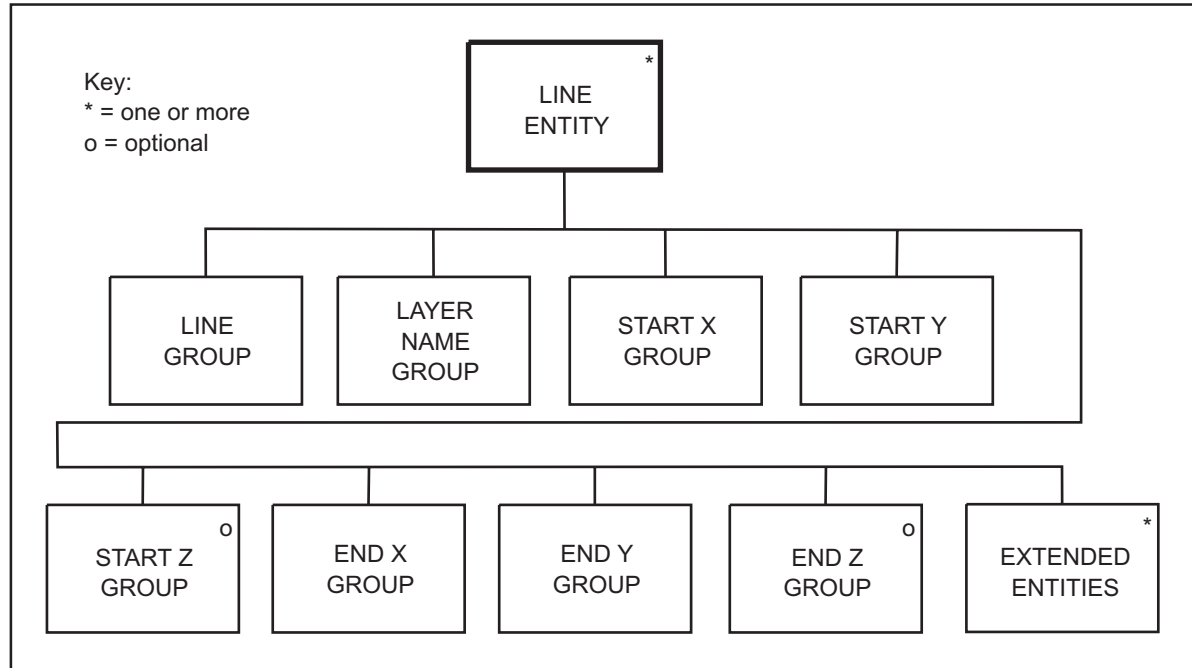 Key:
* = one or more
o = optional
*
LINE
ENTITY
LINE
GROUP
LAYER
NAME
GROUP
START X
GROUP
START Y
GROUP
o
START Z
GROUP
END X
GROUP
END Y
GROUP
o
END Z
GROUP
*
EXTENDED
ENTITIES